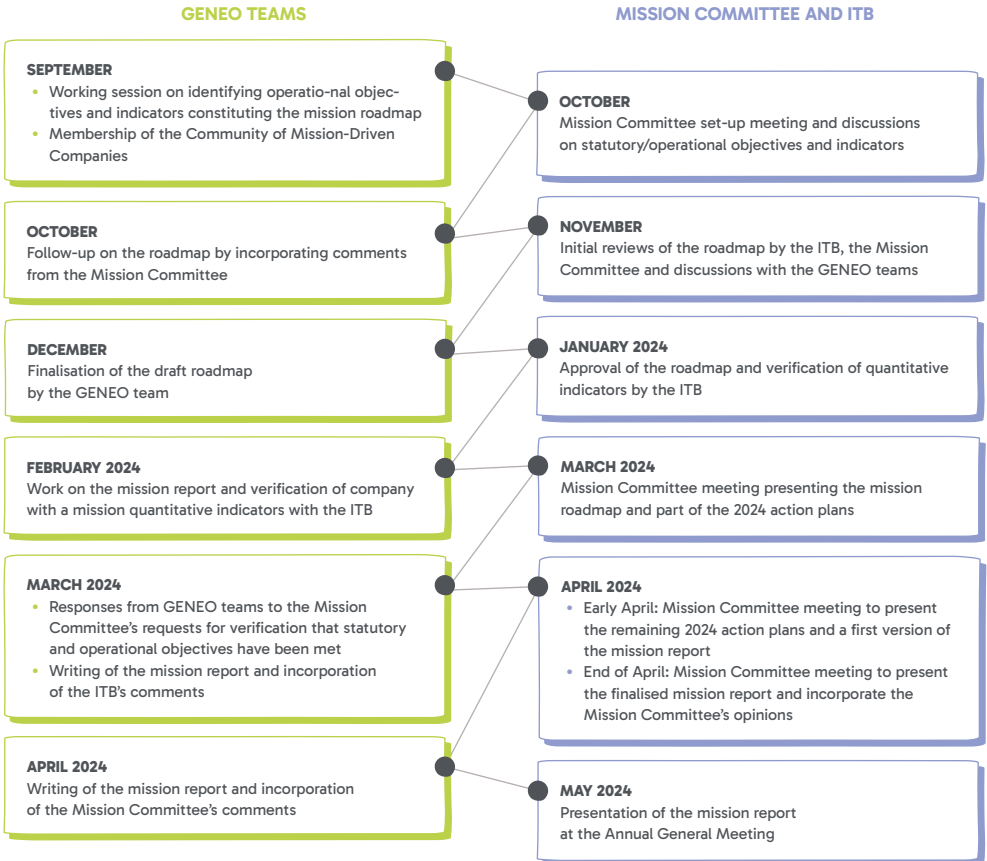 GENEO TEAMS
SEPTEMBER
• Working session on identifying operatio-nal objec-
tives and indicators constituting the mission roadmap
• Membership of the Community of Mission-Driven
Companies
OCTOBER
Follow-up on the roadmap by incorporating comments
from the Mission Committee
DECEMBER
Finalisation of the draft roadmap
by the GENEO team
FEBRUARY 2024
Work on the mission report and verification of company
with a mission quantitative indicators with the ITB
MARCH 2024
• Responses from GENEO teams to the Mission
Committee's requests for verification that statutory
and operational objectives have been met
• Writing of the mission report and incorporation
of the ITB's comments
APRIL 2024
Writing of the mission report and incorporation
of the Mission Committee's comments
MISSION COMMITTEE AND ITB
OCTOBER
Mission Committee set-up meeting and discussions
on statutory/operational objectives and indicators
NOVEMBER
Initial reviews of the roadmap by the ITB, the Mission
Committee and discussions with the GENEO teams
JANUARY 2024
Approval of the roadmap and verification of quantitative
indicators by the ITB
MARCH 2024
Mission Committee meeting presenting the mission
roadmap and part of the 2024 action plans
APRIL 2024
• Early April: Mission Committee meeting to present
the remaining 2024 action plans and a first version of
the mission report
• End of April: Mission Committee meeting to present
the finalised mission report and incorporate the
Mission Committee's opinions
MAY 2024
Presentation of the mission report
at the Annual General Meeting